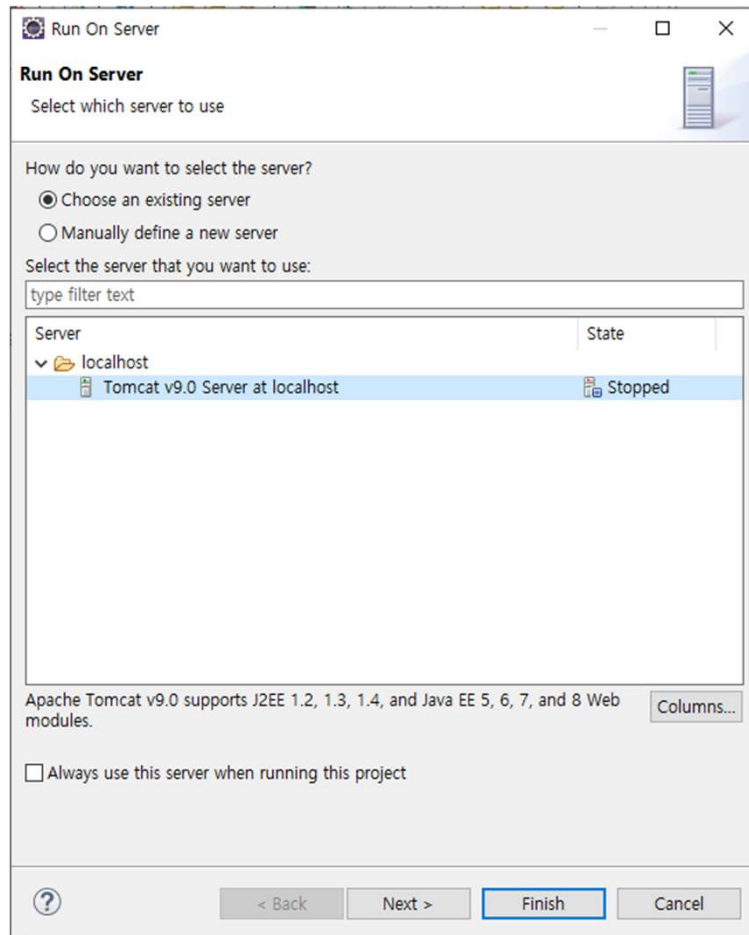 Run On Server
Run On Server
Select which server to use
How do you want to select the server?
Choose an existing server
Manually define a new server
Select the server that you want to use:
type filter text
Server State
localhost
Tomcat v9.0 Server at localhost Stopped
Apache Tomcat v9.0 supports J2EE 1.2, 1.3, 1.4, and Java EE 5, 6, 7, and 8 Web
modules.
Columns...
Always use this server when running this project
? < Back Next > Finish Cancel